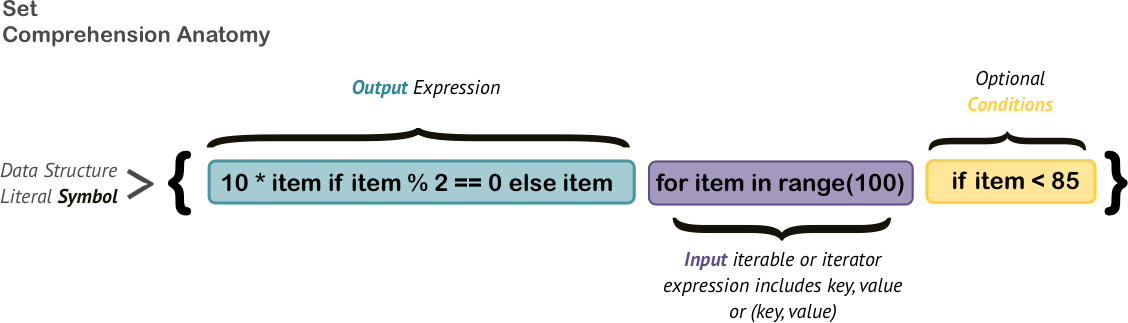 Set
Comprehension Anatomy
Output Expression
Optional
Conditions
Data Structure
Literal Symbol
{ 10 * item if item % 2 == 0 else item for item in range(100) if item < 85 }
Input iterable or iterator
expression includes key, value
or (key, value)